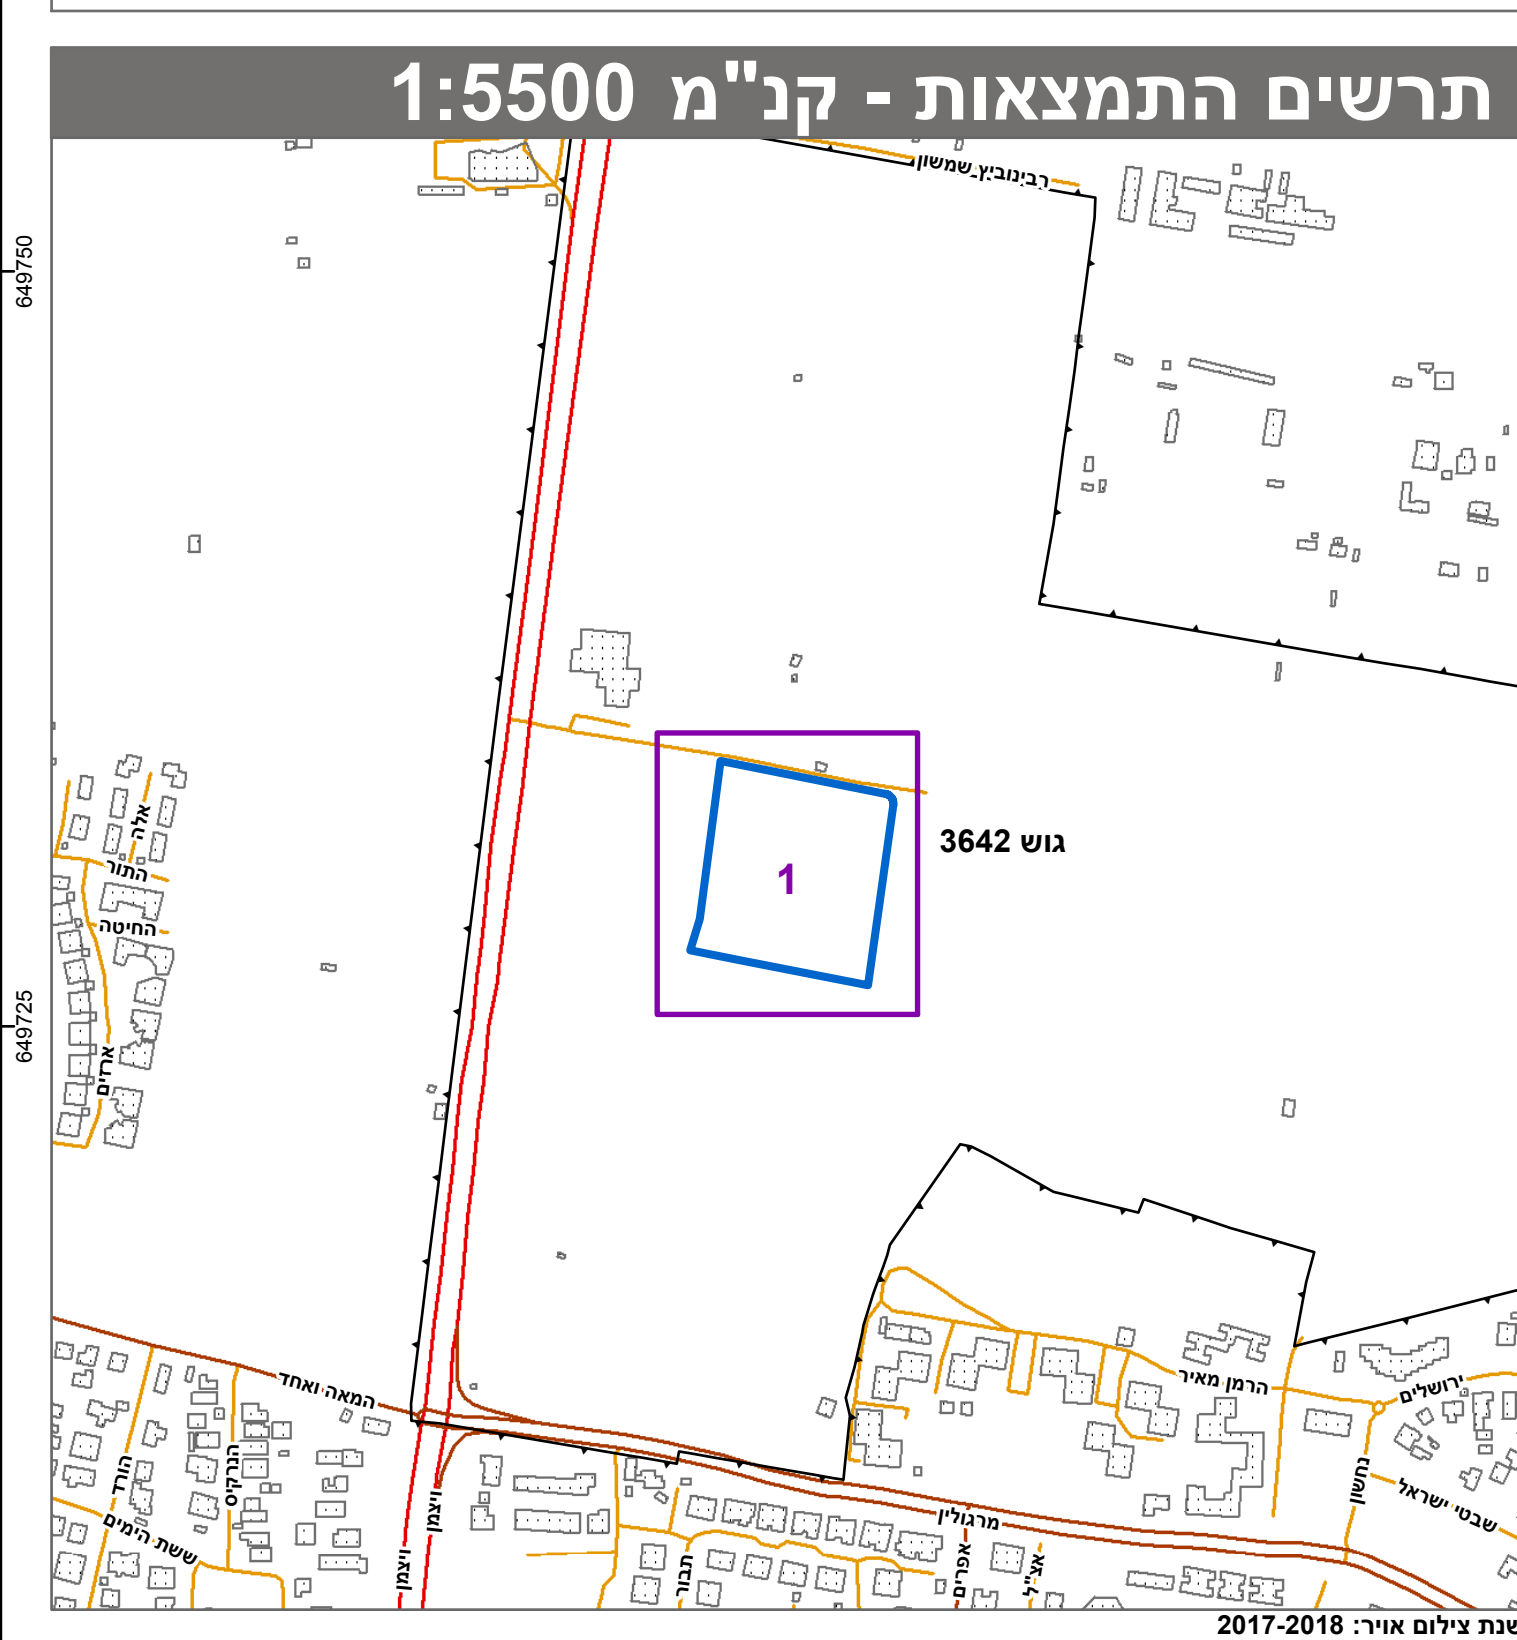 תרשים התמצאות - קנ"מ 1:5500
רבינוביץ שמשון
649750
גוש 3642
1
אלה
התור
החיטה
649725
ארזים
המאה ואחד
הרמן מאיר
ירושלים
הורד
הנרקיס
ויצמן
נחשון
שבטי ישראל
ששת הימים
מרגולין
ויצמן
תבור
אפרים
אצ"ל
שנת צילום אויר: 2017-2018